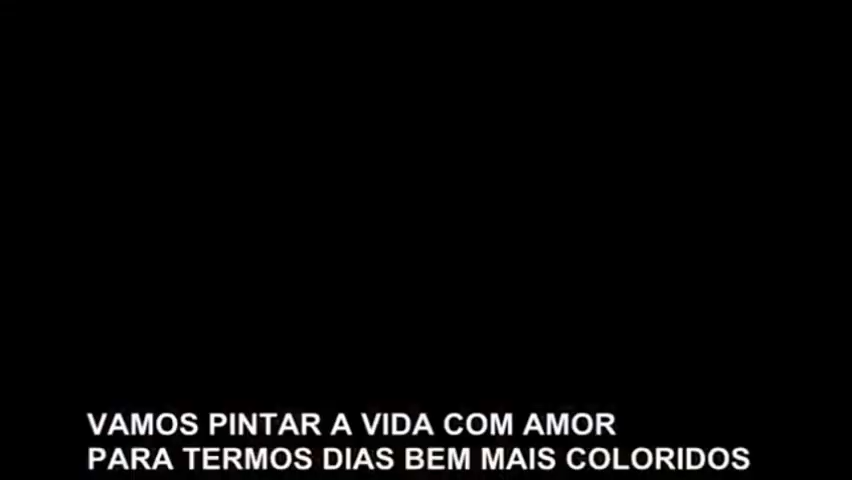 VAMOS PINTAR A VIDA COM AMOR
PARA TERMOS DIAS BEM MAIS COLORIDOS